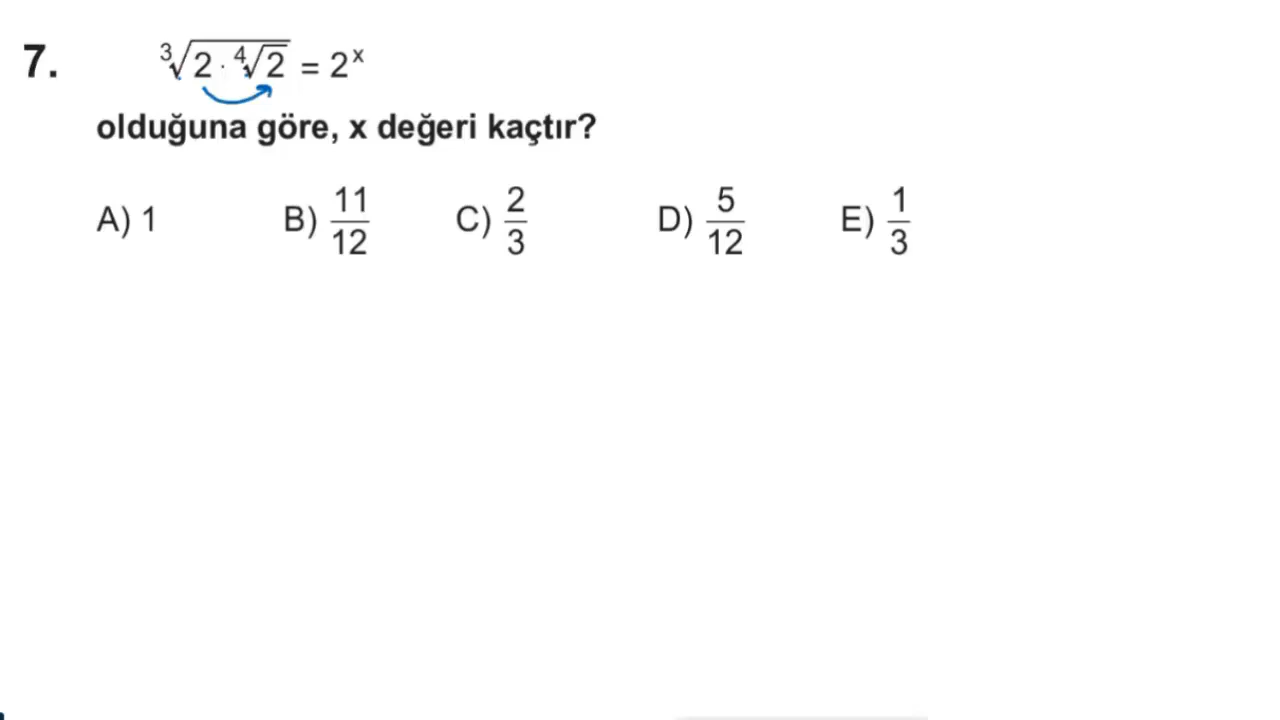 7. ∛(2 · ∜2) = 2ˣ
olduğuna göre, x değeri kaçtır?
A) 1 B) 11/12 C) 2/3 D) 5/12 E) 1/3